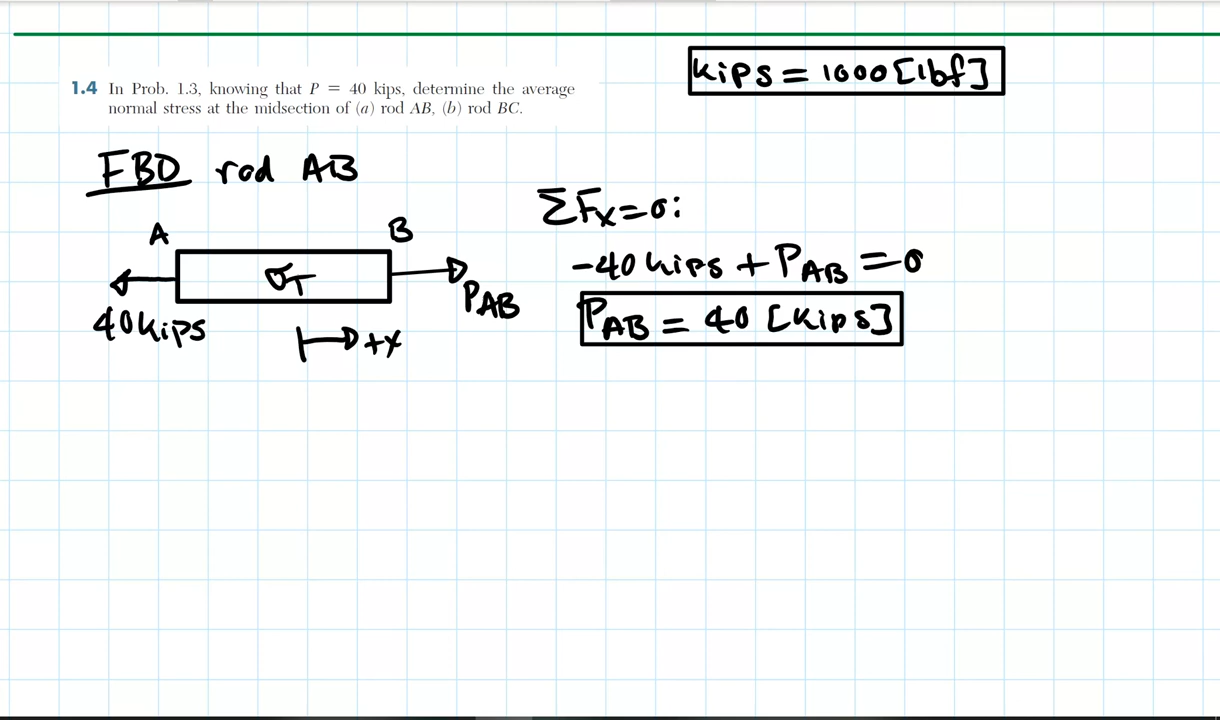 kips = 1000 [lbf]
1.4 In Prob. 1.3, knowing that P = 40 kips, determine the average
normal stress at the midsection of (a) rod AB, (b) rod BC.
FBD rod AB
A
B
σT
40 kips
PAB
+x
ΣFx=0:
-40 kips + PAB = 0
PAB = 40 [kips]